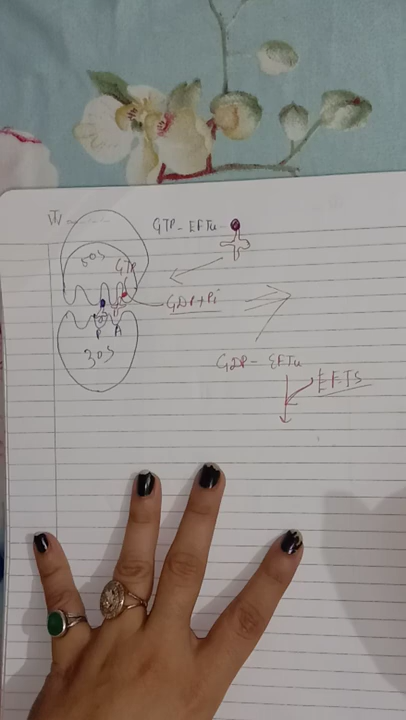 GTP-EFTu
50s
GTP
GDP+Pi
P A
30s
GDP-EFTu
EFTS